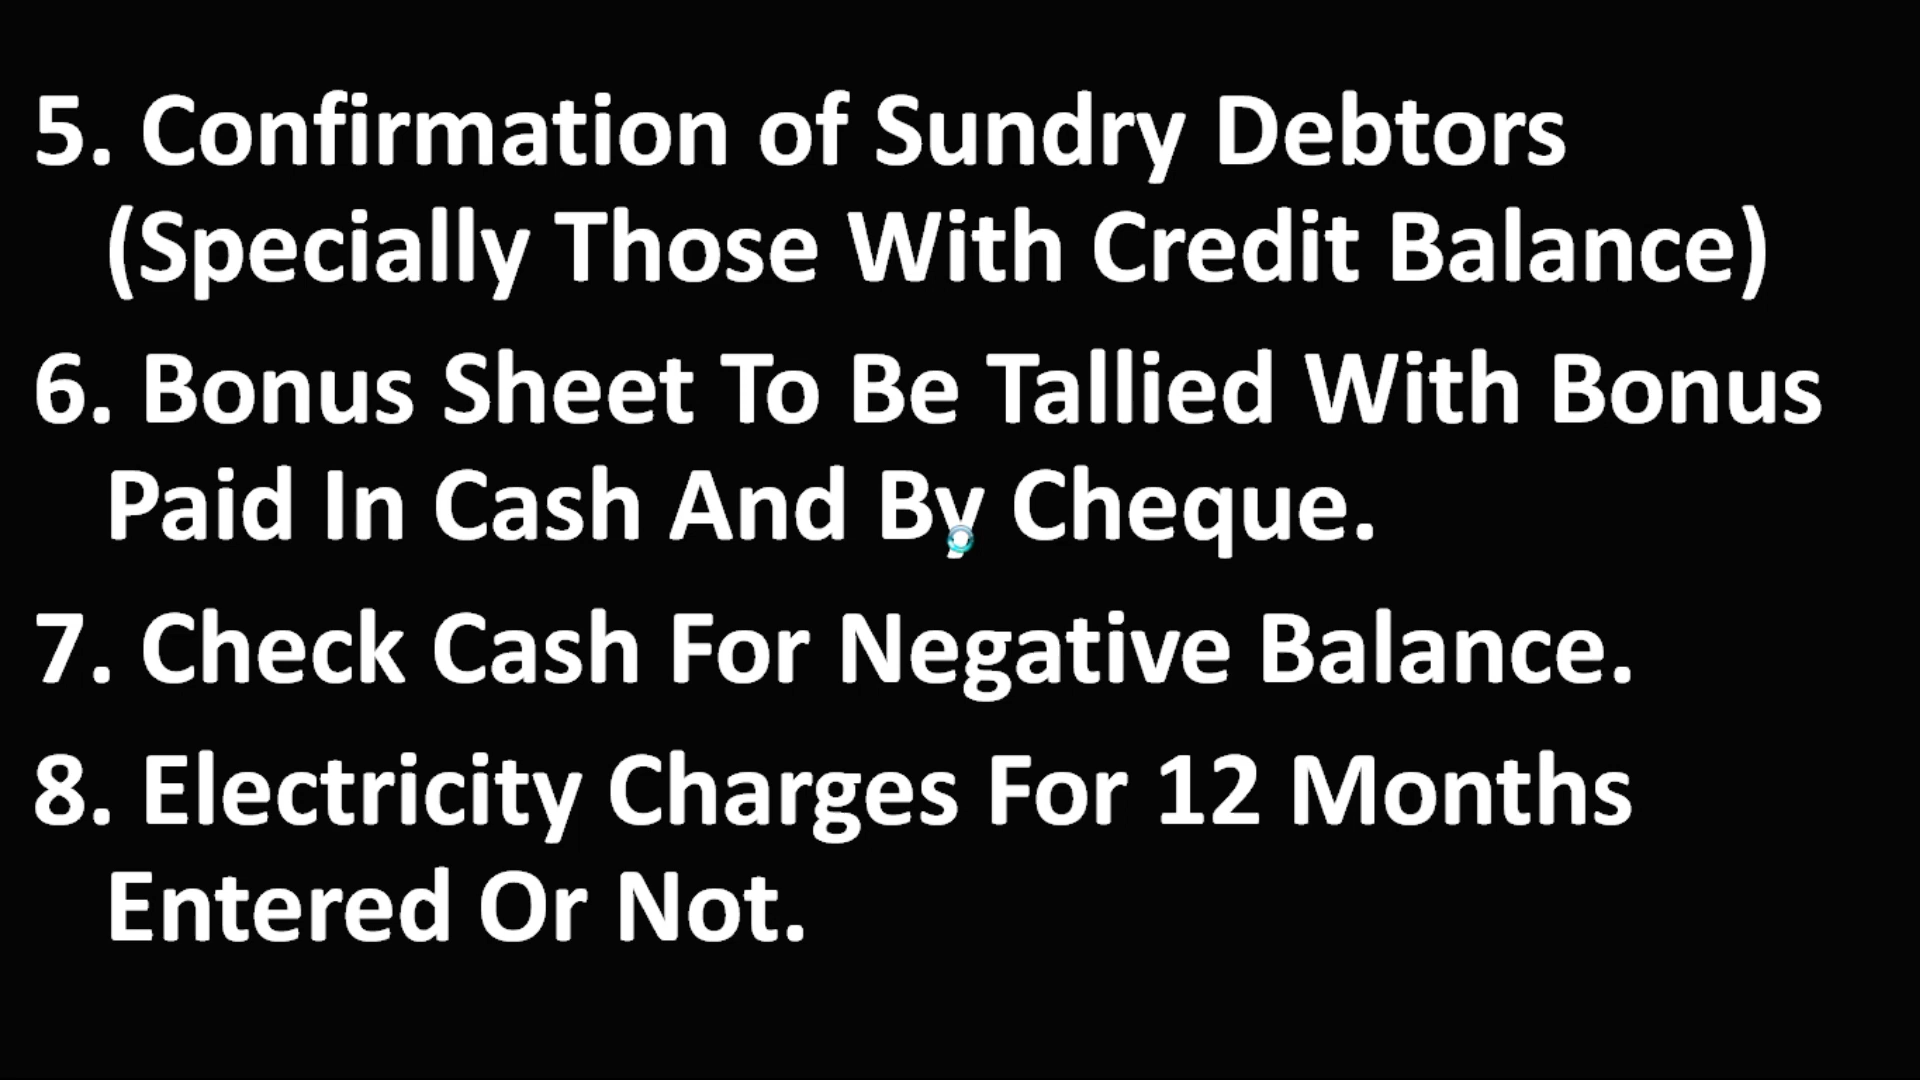 5. Confirmation of Sundry Debtors
(Specially Those With Credit Balance)
6. Bonus Sheet To Be Tallied With Bonus
Paid In Cash And By Cheque.
7. Check Cash For Negative Balance.
8. Electricity Charges For 12 Months
Entered Or Not.